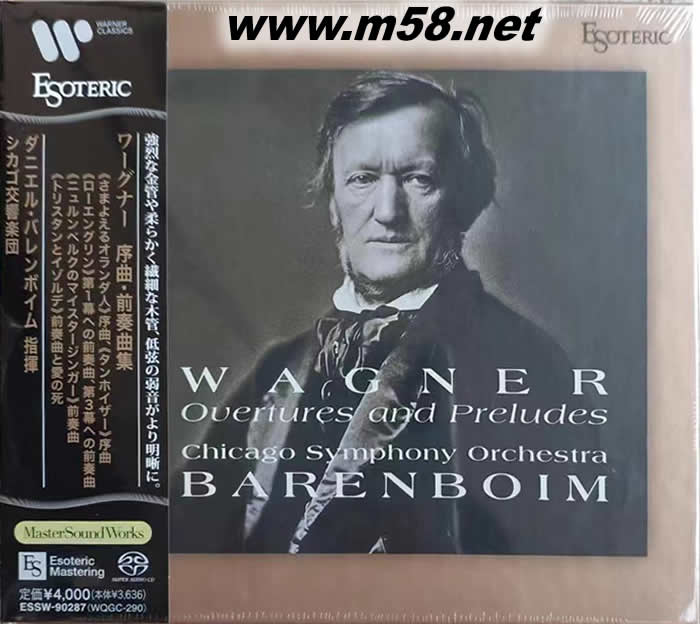 www.m58.net
WARNER
CLASSICS
ESOTERIC
強烈な金管や柔らかく繊細な木管、低弦の弱音がより明晰に。
ワーグナー 序曲・前奏曲集
《さまよえるオランダ人》序曲、《タンホイザー》序曲
《ローエングリン》第1幕への前奏曲、第3幕への前奏曲
《ニュルンベルクのマイスタージンガー》前奏曲
《トリスタンとイゾルデ》前奏曲と愛の死
ダニエル・バレンボイム 指揮
シカゴ交響楽団
MasterSoundWorks
ES
Esoteric
Mastering
SUPER AUDIO CD
定価¥4,000(本体¥3,636)
ESSW-90287(WQGC-290)
ESOTERIC
WAGNER
Overtures and Preludes
Chicago Symphony Orchestra
BARENBOIM